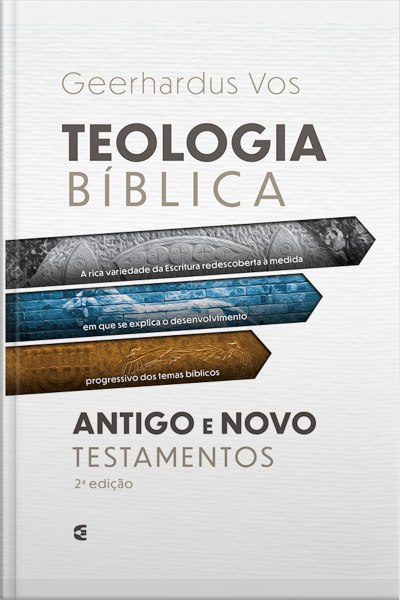 Geerhardus Vos
TEOLOGIA
BÍBLICA
A rica variedade da Escritura redescoberta à medida
em que se explica o desenvolvimento
progressivo dos temas bíblicos
ANTIGO E NOVO
TESTAMENTOS
2ª edição